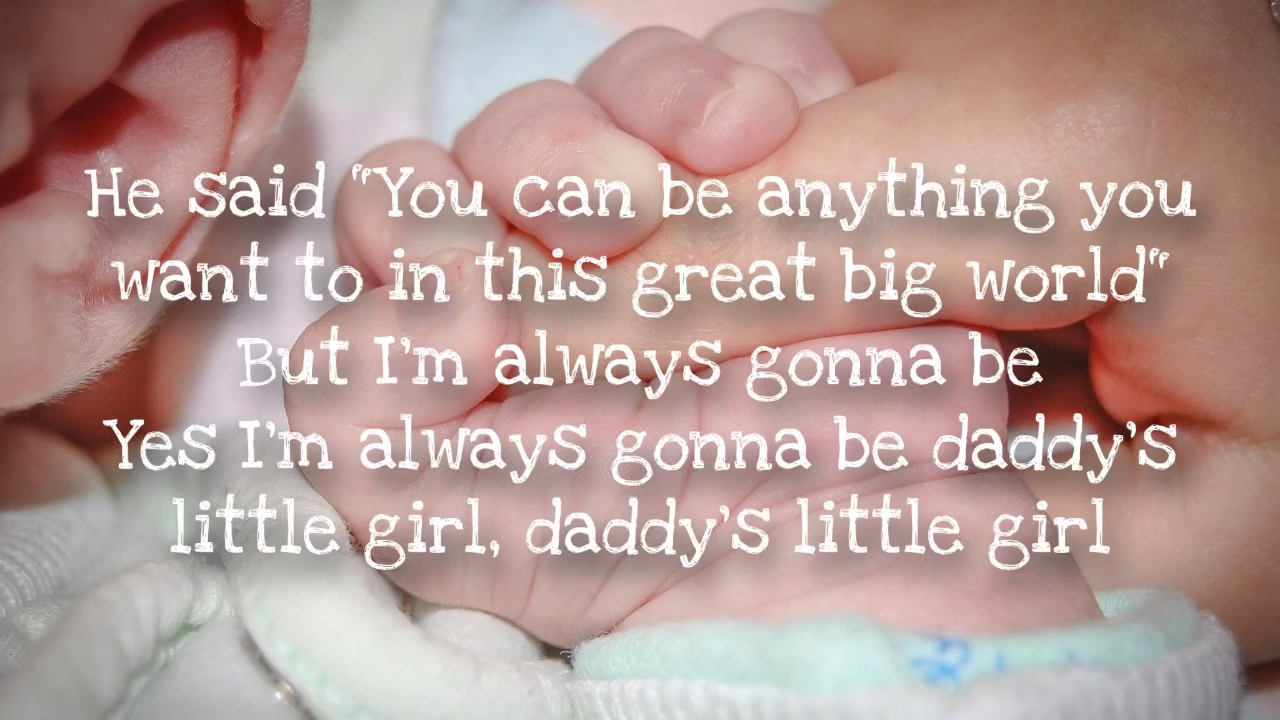 He said "You can be anything you
want to in this great big world"
But I'm always gonna be
Yes I'm always gonna be daddy's
little girl, daddy's little girl